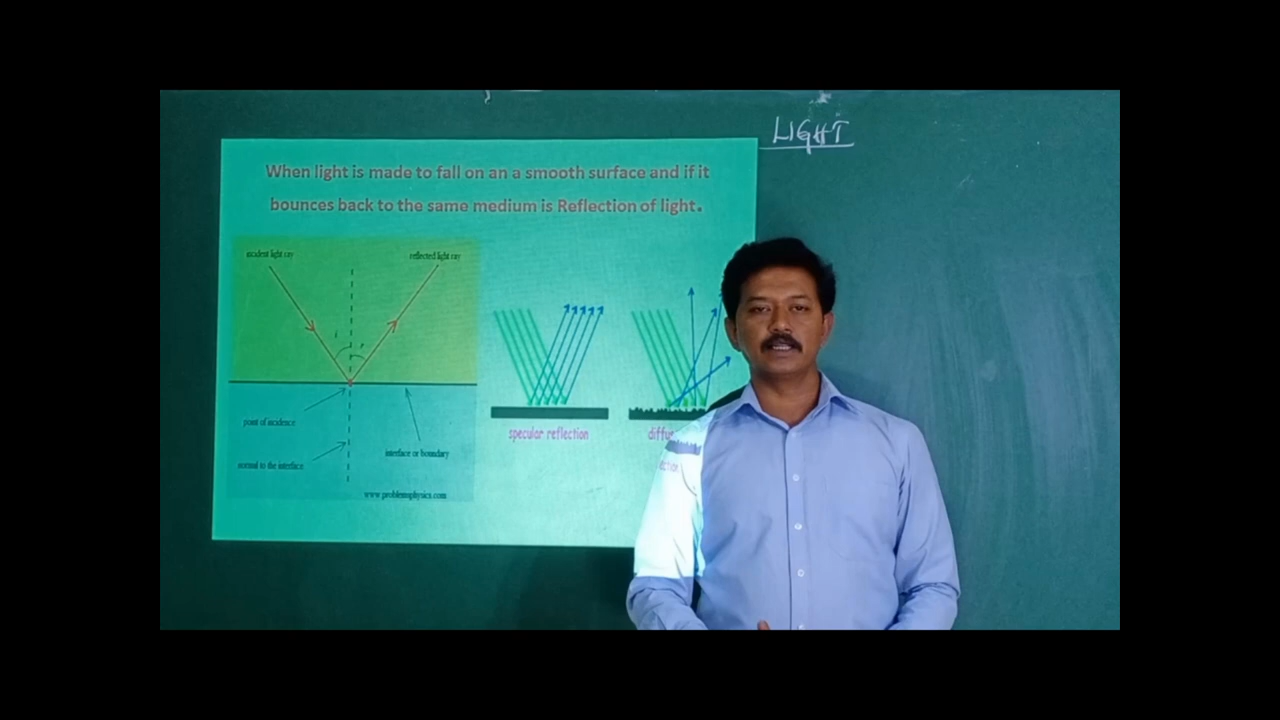 LIGHT
When light is made to fall on an a smooth surface and if it
bounces back to the same medium is Reflection of light.
incident light ray
reflected light ray
i
r
point of incidence
normal to the interface
interface or boundary
www.problemsphysics.com
specular reflection